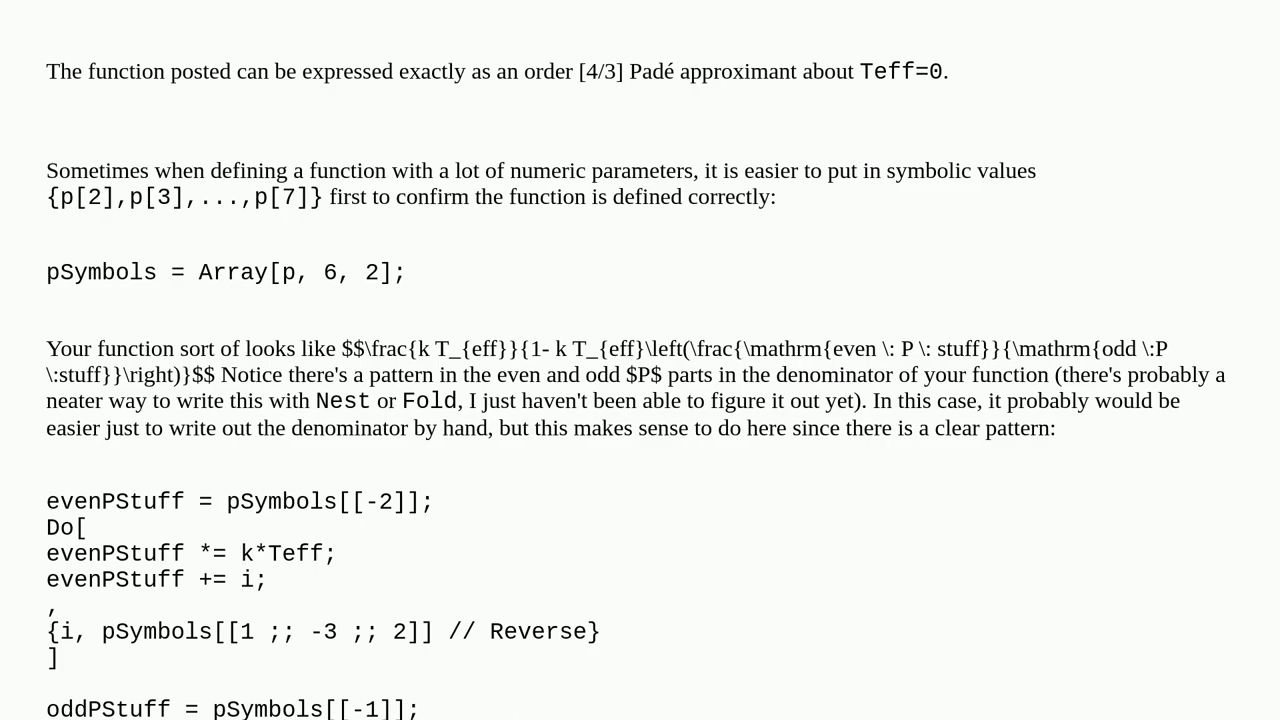 The function posted can be expressed exactly as an order [4/3] Padé approximant about Teff=0.
Sometimes when defining a function with a lot of numeric parameters, it is easier to put in symbolic values
{p[2],p[3],...,p[7]} first to confirm the function is defined correctly:
pSymbols = Array[p, 6, 2];
Your function sort of looks like $$\frac{k T_{eff}}{1- k T_{eff}\left(\frac{\mathrm{even \: P \: stuff}}{\mathrm{odd \:P
\:stuff}}\right)}$$ Notice there's a pattern in the even and odd $P$ parts in the denominator of your function (there's probably a
neater way to write this with Nest or Fold, I just haven't been able to figure it out yet). In this case, it probably would be
easier just to write out the denominator by hand, but this makes sense to do here since there is a clear pattern:
evenPStuff = pSymbols[[-2]];
Do[
evenPStuff *= k*Teff;
evenPStuff += i;
,
{i, pSymbols[[1 ;; -3 ;; 2]] // Reverse}
]
oddPStuff = pSymbols[[-1]];